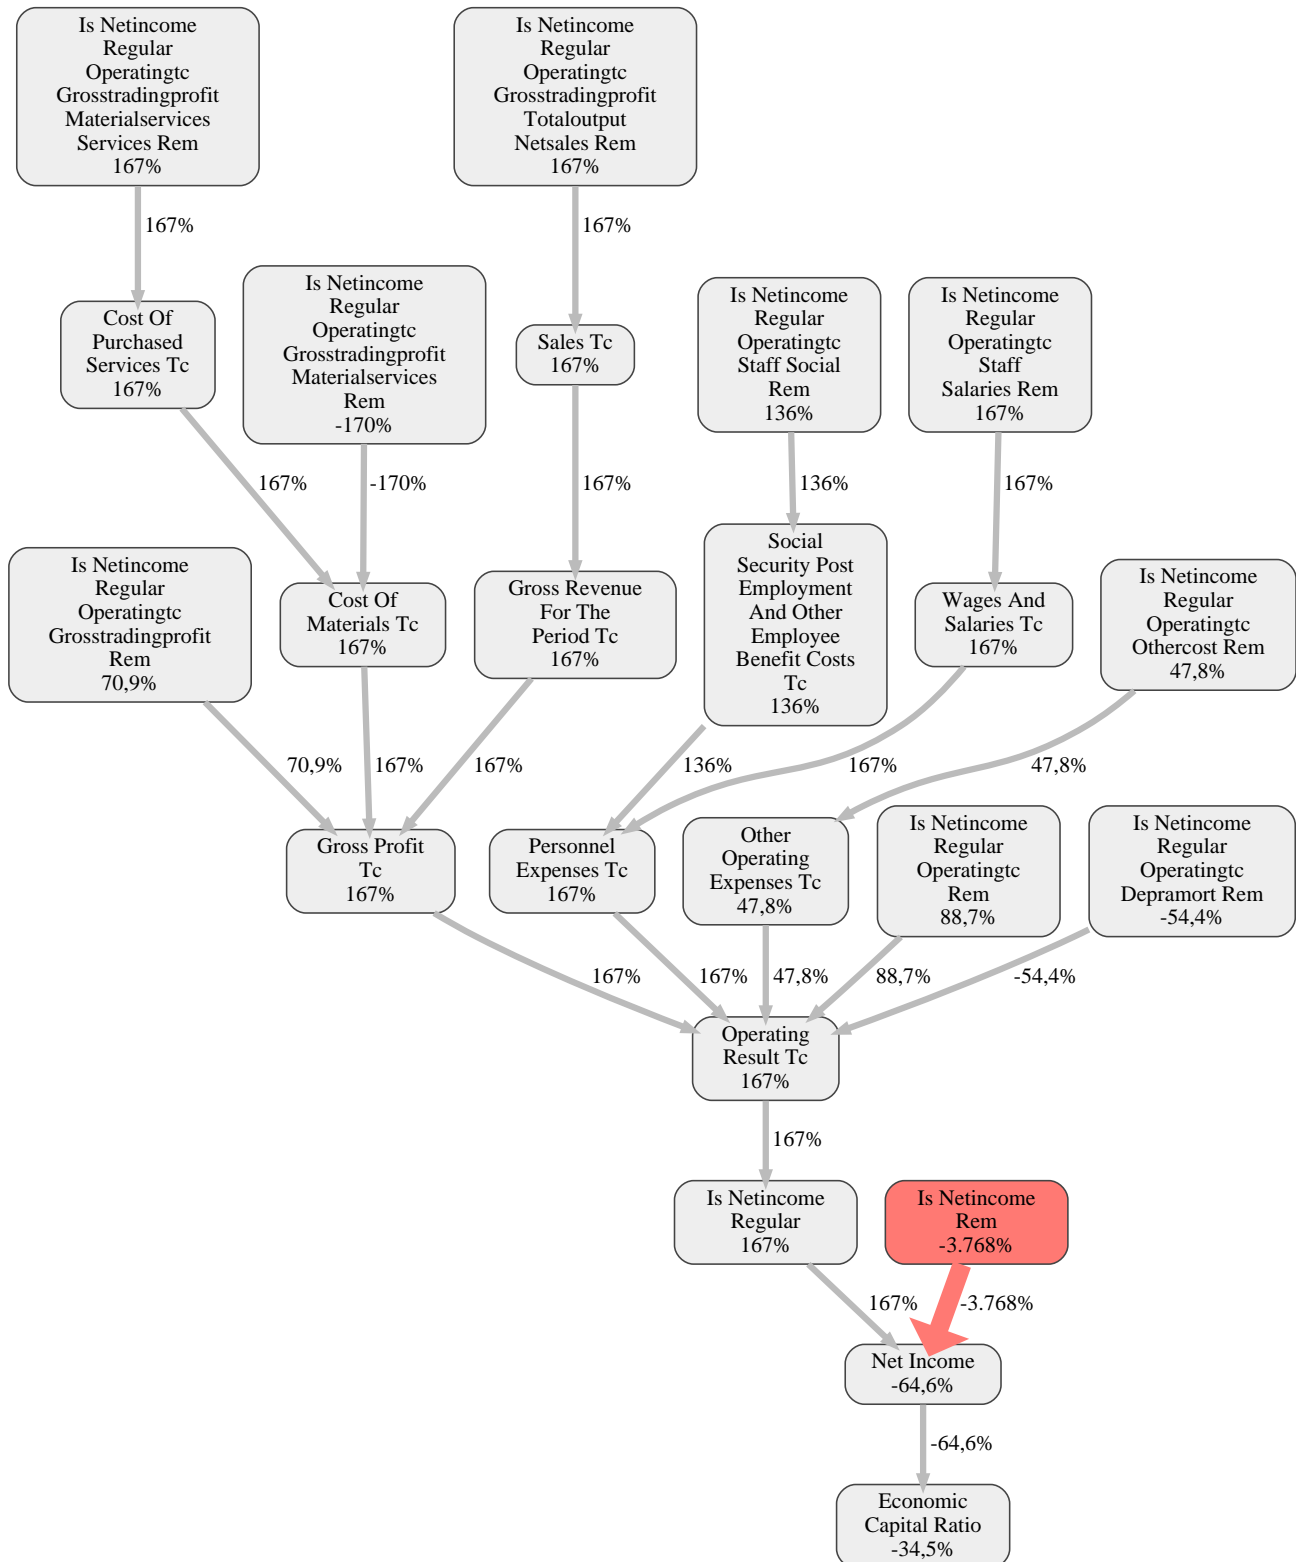 Is Netincome
Regular
Operatingtc
Grosstradingprofit
Materialservices
Services Rem
167%
Is Netincome
Regular
Operatingtc
Grosstradingprofit
Totaloutput
Netsales Rem
167%
167%
167%
Cost Of
Purchased
Services Tc
167%
Is Netincome
Regular
Operatingtc
Grosstradingprofit
Materialservices
Rem
-170%
Sales Tc
167%
Is Netincome
Regular
Operatingtc
Staff Social
Rem
136%
Is Netincome
Regular
Operatingtc
Staff
Salaries Rem
167%
167%
-170%
167%
136%
167%
Is Netincome
Regular
Operatingtc
Grosstradingprofit
Rem
70,9%
Cost Of
Materials Tc
167%
Gross Revenue
For The
Period Tc
167%
Social
Security Post
Employment
And Other
Employee
Benefit Costs
Tc
136%
Wages And
Salaries Tc
167%
Is Netincome
Regular
Operatingtc
Othercost Rem
47,8%
70,9%
167%
167%
136%
167%
47,8%
Gross Profit
Tc
167%
Personnel
Expenses Tc
167%
Other
Operating
Expenses Tc
47,8%
Is Netincome
Regular
Operatingtc
Rem
88,7%
Is Netincome
Regular
Operatingtc
Depramort Rem
-54,4%
167%
167%
47,8%
88,7%
-54,4%
Operating
Result Tc
167%
167%
Is Netincome
Regular
167%
Is Netincome
Rem
-3.768%
167%
-3.768%
Net Income
-64,6%
-64,6%
Economic
Capital Ratio
-34,5%